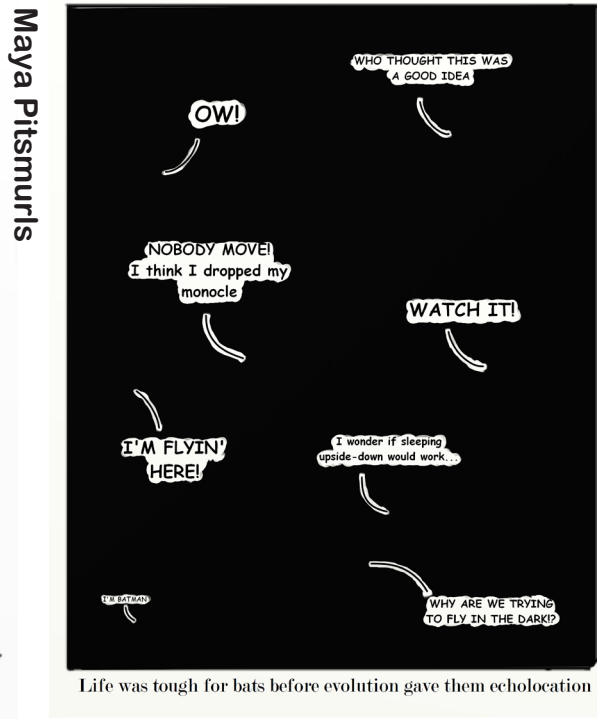 Maya Pitsmurls
WHO THOUGHT THIS WAS
A GOOD IDEA
OW!
NOBODY MOVE!
I think I dropped my
monocle
WATCH IT!
I'M FLYIN'
HERE!
I wonder if sleeping
upside-down would work...
I'M BATMAN
WHY ARE WE TRYING
TO FLY IN THE DARK!?
Life was tough for bats before evolution gave them echolocation